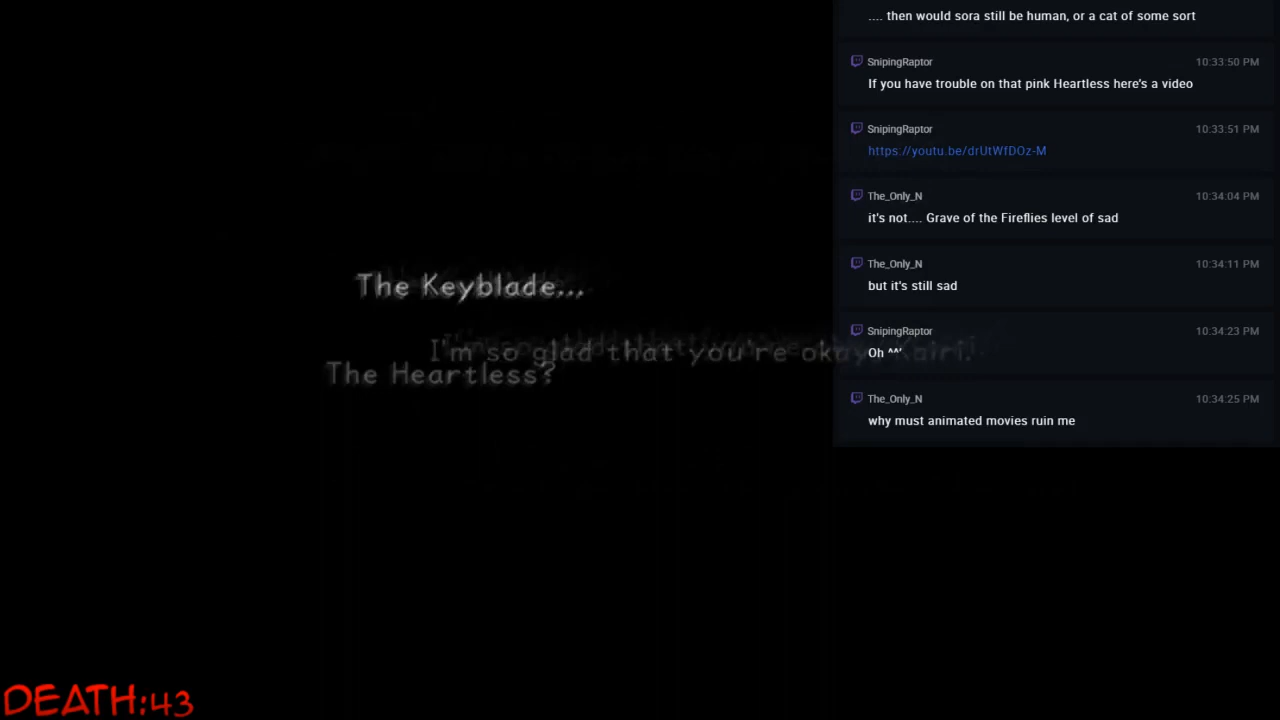 .... then would sora still be human, or a cat of some sort
SnipingRaptor 10:33:50 PM
If you have trouble on that pink Heartless here's a video
SnipingRaptor 10:33:51 PM
https://youtu.be/drUtWfDOz-M
The_Only_N 10:34:04 PM
it's not.... Grave of the Fireflies level of sad
The_Only_N 10:34:11 PM
but it's still sad
SnipingRaptor 10:34:23 PM
Oh ^^'
The_Only_N 10:34:25 PM
why must animated movies ruin me
The Keyblade...
I'm so glad that you're okay, Kairi.
The Heartless?
DEATH:43